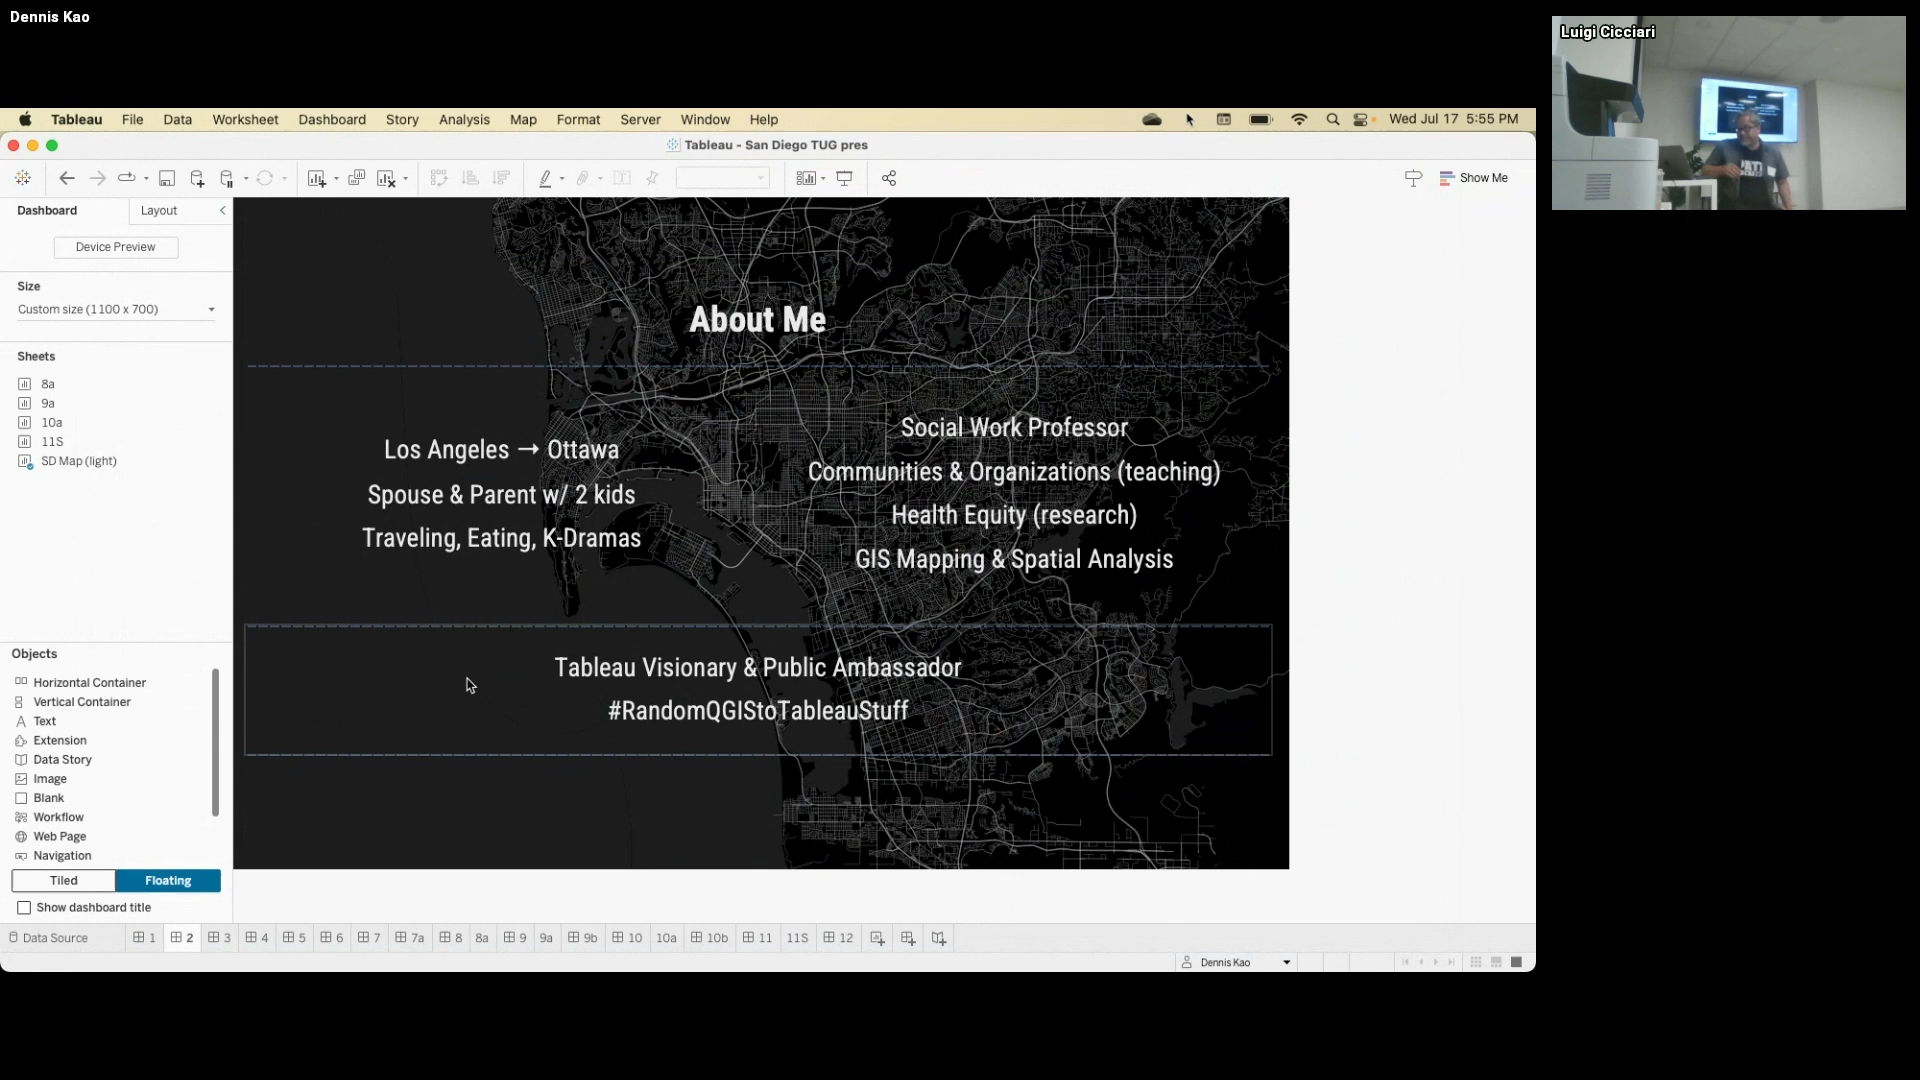 Dennis Kao
Luigi Cicciari
Tableau File Data Worksheet Dashboard Story Analysis Map Format Server Window Help
Wed Jul 17 5:55 PM
Tableau - San Diego TUG pres
Show Me
Dashboard Layout
Device Preview
Size
Custom size (1100 x 700)
Sheets
8a
9a
10a
11S
SD Map (light)
About Me
Los Angeles → Ottawa
Spouse & Parent w/ 2 kids
Traveling, Eating, K-Dramas
Social Work Professor
Communities & Organizations (teaching)
Health Equity (research)
GIS Mapping & Spatial Analysis
Tableau Visionary & Public Ambassador
#RandomQGIStoTableauStuff
Objects
Horizontal Container
Vertical Container
Text
Extension
Data Story
Image
Blank
Workflow
Web Page
Navigation
Tiled Floating
Show dashboard title
Data Source 1 2 3 4 5 6 7 7a 8 8a 9 9a 9b 10 10a 10b 11 11S 12
Dennis Kao